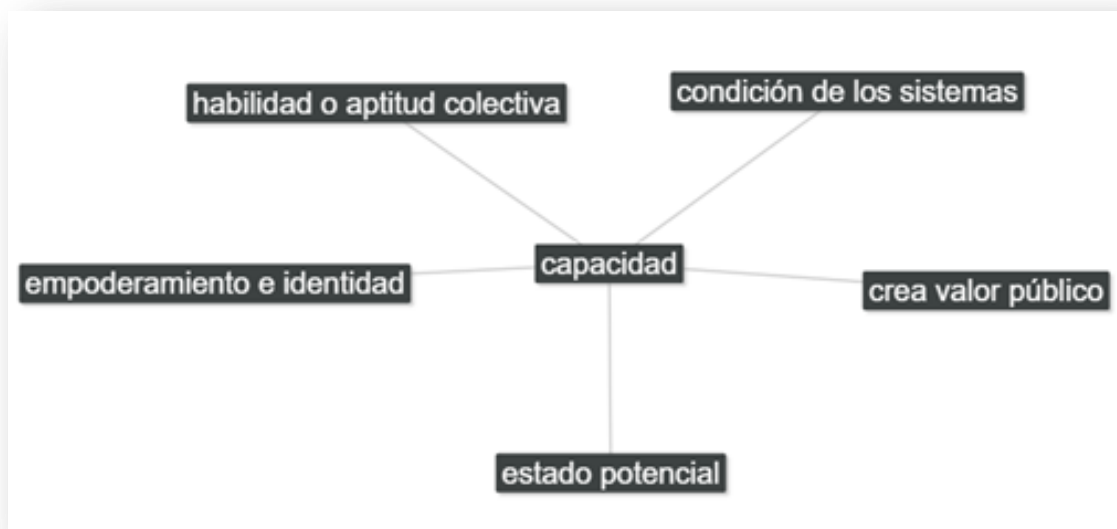 habilidad o aptitud colectiva
condición de los sistemas
empoderamiento e identidad
capacidad
crea valor público
estado potencial